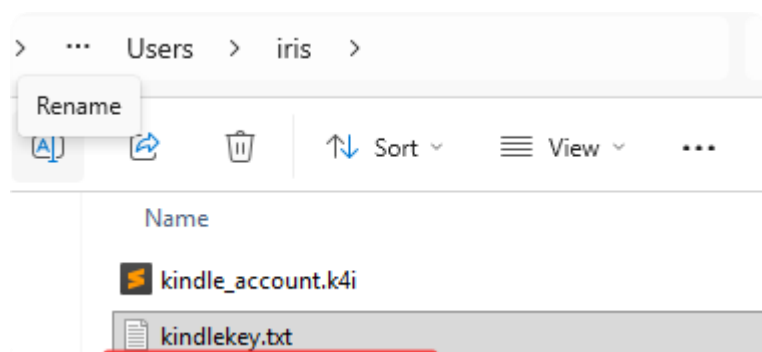 > ... Users > iris >
Rename
Sort View ...
Name
kindle_account.k4i
kindlekey.txt